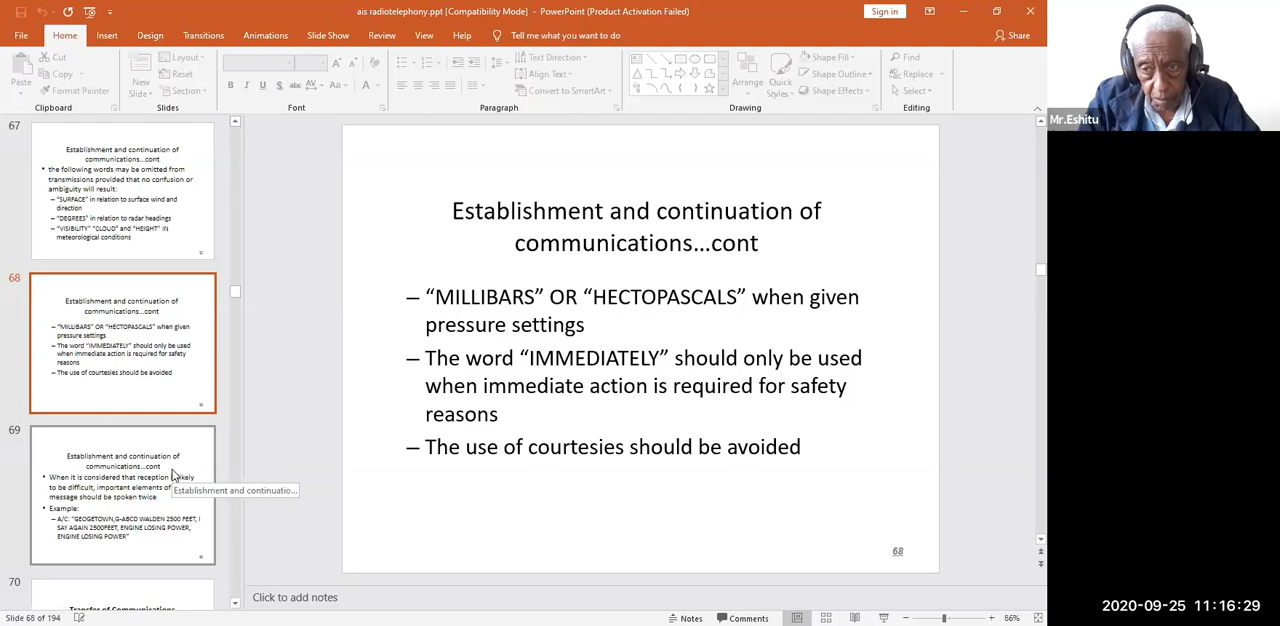 ais radiotelephony.ppt [Compatibility Mode] - PowerPoint (Product Activation Failed)
Sign in
File Home Insert Design Transitions Animations Slide Show Review View Help Tell me what you want to do Share
Paste
Cut
Copy
Format Painter
Clipboard
New
Slide
Layout
Reset
Section
Slides
B I U S abc AV Aa A
Font
Text Direction
Align Text
Convert to SmartArt
Paragraph
Arrange
Quick
Styles
Shape Fill
Shape Outline
Shape Effects
Drawing
Find
Replace
Select
Editing
67
Establishment and continuation of
communications...cont
• the following words may be omitted from
transmissions provided that no confusion or
ambiguity will result:
– "SURFACE" in relation to surface wind and
direction
– "DEGREES" in relation to radar headings
– "VISIBILITY" "CLOUD" and "HEIGHT" IN
meteorological conditions
68
Establishment and continuation of
communications...cont
– "MILLIBARS" OR "HECTOPASCALS" when given
pressure settings
– The word "IMMEDIATELY" should only be used
when immediate action is required for safety
reasons
– The use of courtesies should be avoided
69
Establishment and continuation of
communications...cont
• When it is considered that reception likely
to be difficult, important elements of
message should be spoken twice
• Example:
– A/C: "GEOGETOWN,G-ABCD WALDEN 2500 FEET, I
SAY AGAIN 2500FEET, ENGINE LOSING POWER,
ENGINE LOSING POWER"
Establishment and continuatio...
70
Transfer of Communications
Establishment and continuation of
communications...cont
– "MILLIBARS" OR "HECTOPASCALS" when given
pressure settings
– The word "IMMEDIATELY" should only be used
when immediate action is required for safety
reasons
– The use of courtesies should be avoided
68
Click to add notes
Slide 68 of 194
Notes
Comments
86%
Mr.Eshitu
2020-09-25 11:16:29